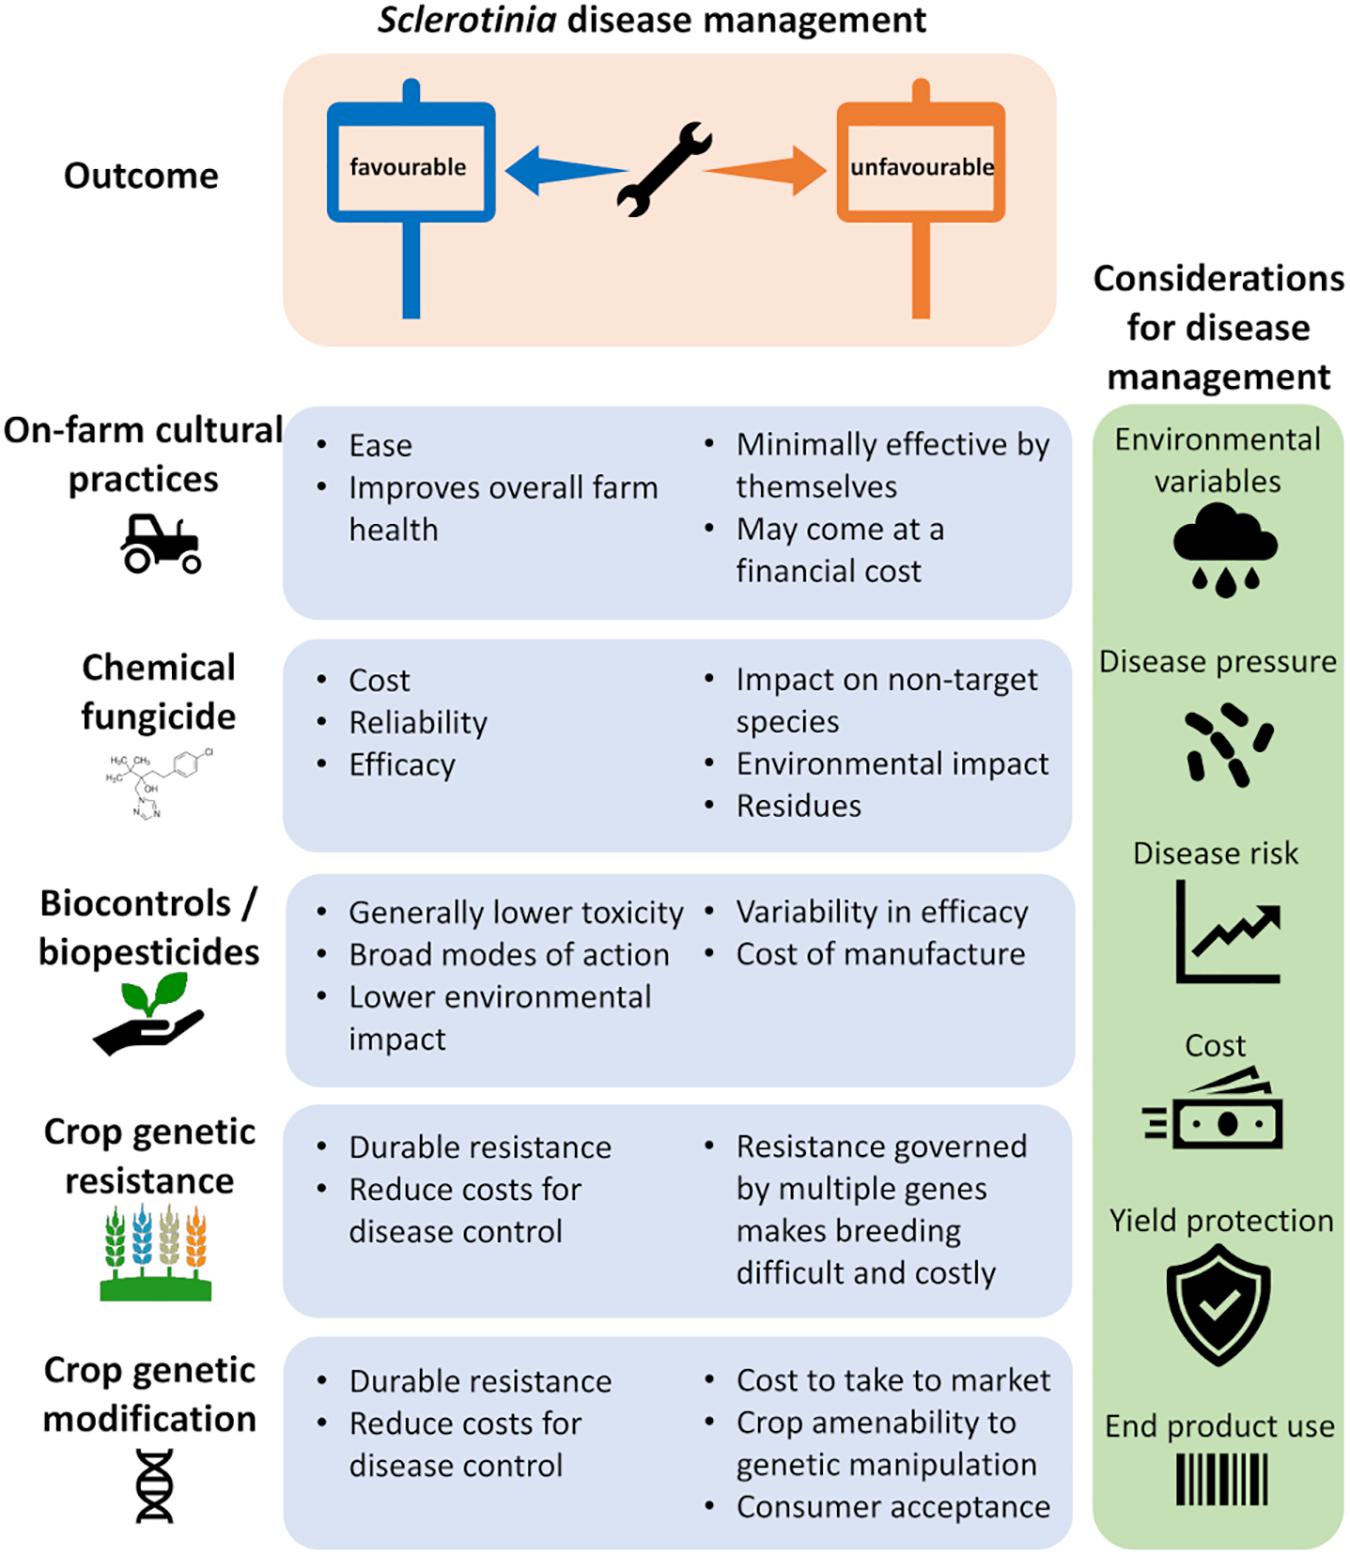 Sclerotinia disease management
Outcome
favourable
unfavourable
Considerations
for disease
management
On-farm cultural
practices
• Ease
• Improves overall farm
health
• Minimally effective by
themselves
• May come at a
financial cost
Chemical
fungicide
H₃C CH₃
H₃C
OH
Cl
N
N
N
• Cost
• Reliability
• Efficacy
• Impact on non-target
species
• Environmental impact
• Residues
Biocontrols /
biopesticides
• Generally lower toxicity
• Broad modes of action
• Lower environmental
impact
• Variability in efficacy
• Cost of manufacture
Crop genetic
resistance
• Durable resistance
• Reduce costs for
disease control
• Resistance governed
by multiple genes
makes breeding
difficult and costly
Crop genetic
modification
• Durable resistance
• Reduce costs for
disease control
• Cost to take to market
• Crop amenability to
genetic manipulation
• Consumer acceptance
Environmental
variables
Disease pressure
Disease risk
Cost
Yield protection
End product use